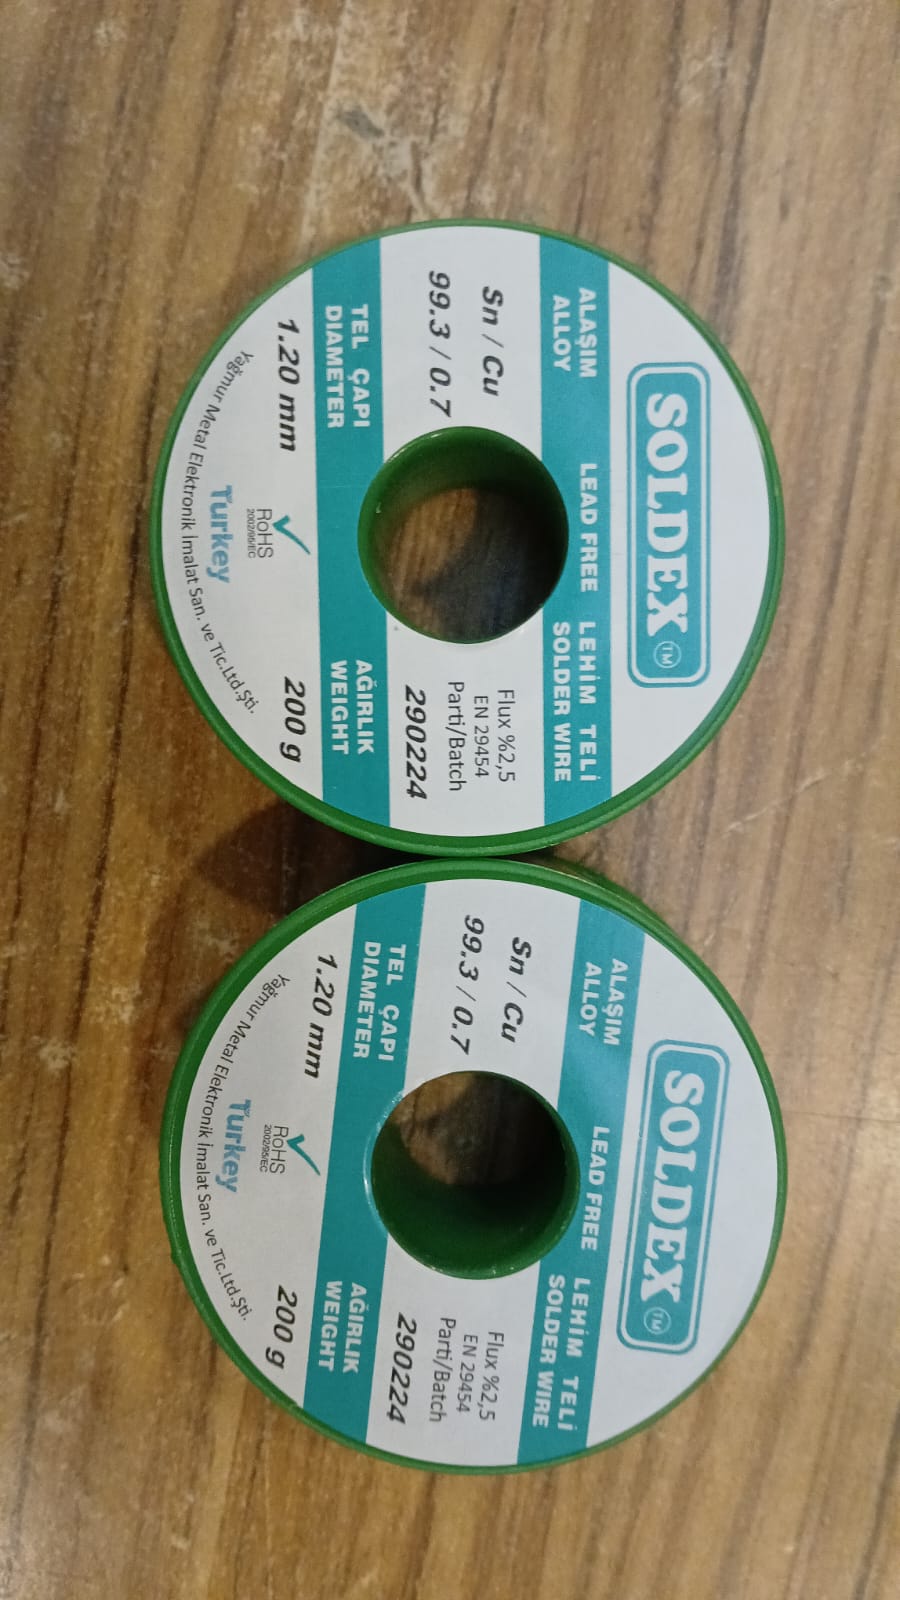 SOLDEX TM
ALAŞIM LEAD FREE LEHİM TELİ
ALLOY SOLDER WIRE
Sn / Cu
99.3 / 0.7
Flux %2,5
EN 29454
Parti/Batch
290224
TEL ÇAPI AĞIRLIK
DIAMETER WEIGHT
1.20 mm
200 g
RoHS
2002/95/EC
Turkey
Yağmur Metal Elektronik İmalat San. ve Tic.Ltd.Şti.
SOLDEX TM
ALAŞIM LEAD FREE LEHİM TELİ
ALLOY SOLDER WIRE
Sn / Cu
99.3 / 0.7
Flux %2,5
EN 29454
Parti/Batch
290224
TEL ÇAPI AĞIRLIK
DIAMETER WEIGHT
1.20 mm
200 g
RoHS
2002/95/EC
Turkey
Yağmur Metal Elektronik İmalat San. ve Tic.Ltd.Şti.